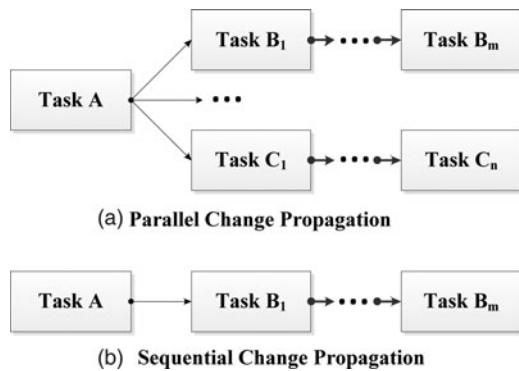 Task B₁
Task Bₘ
Task A
Task C₁
Task Cₙ
(a) Parallel Change Propagation
Task A
Task B₁
Task Bₘ
(b) Sequential Change Propagation